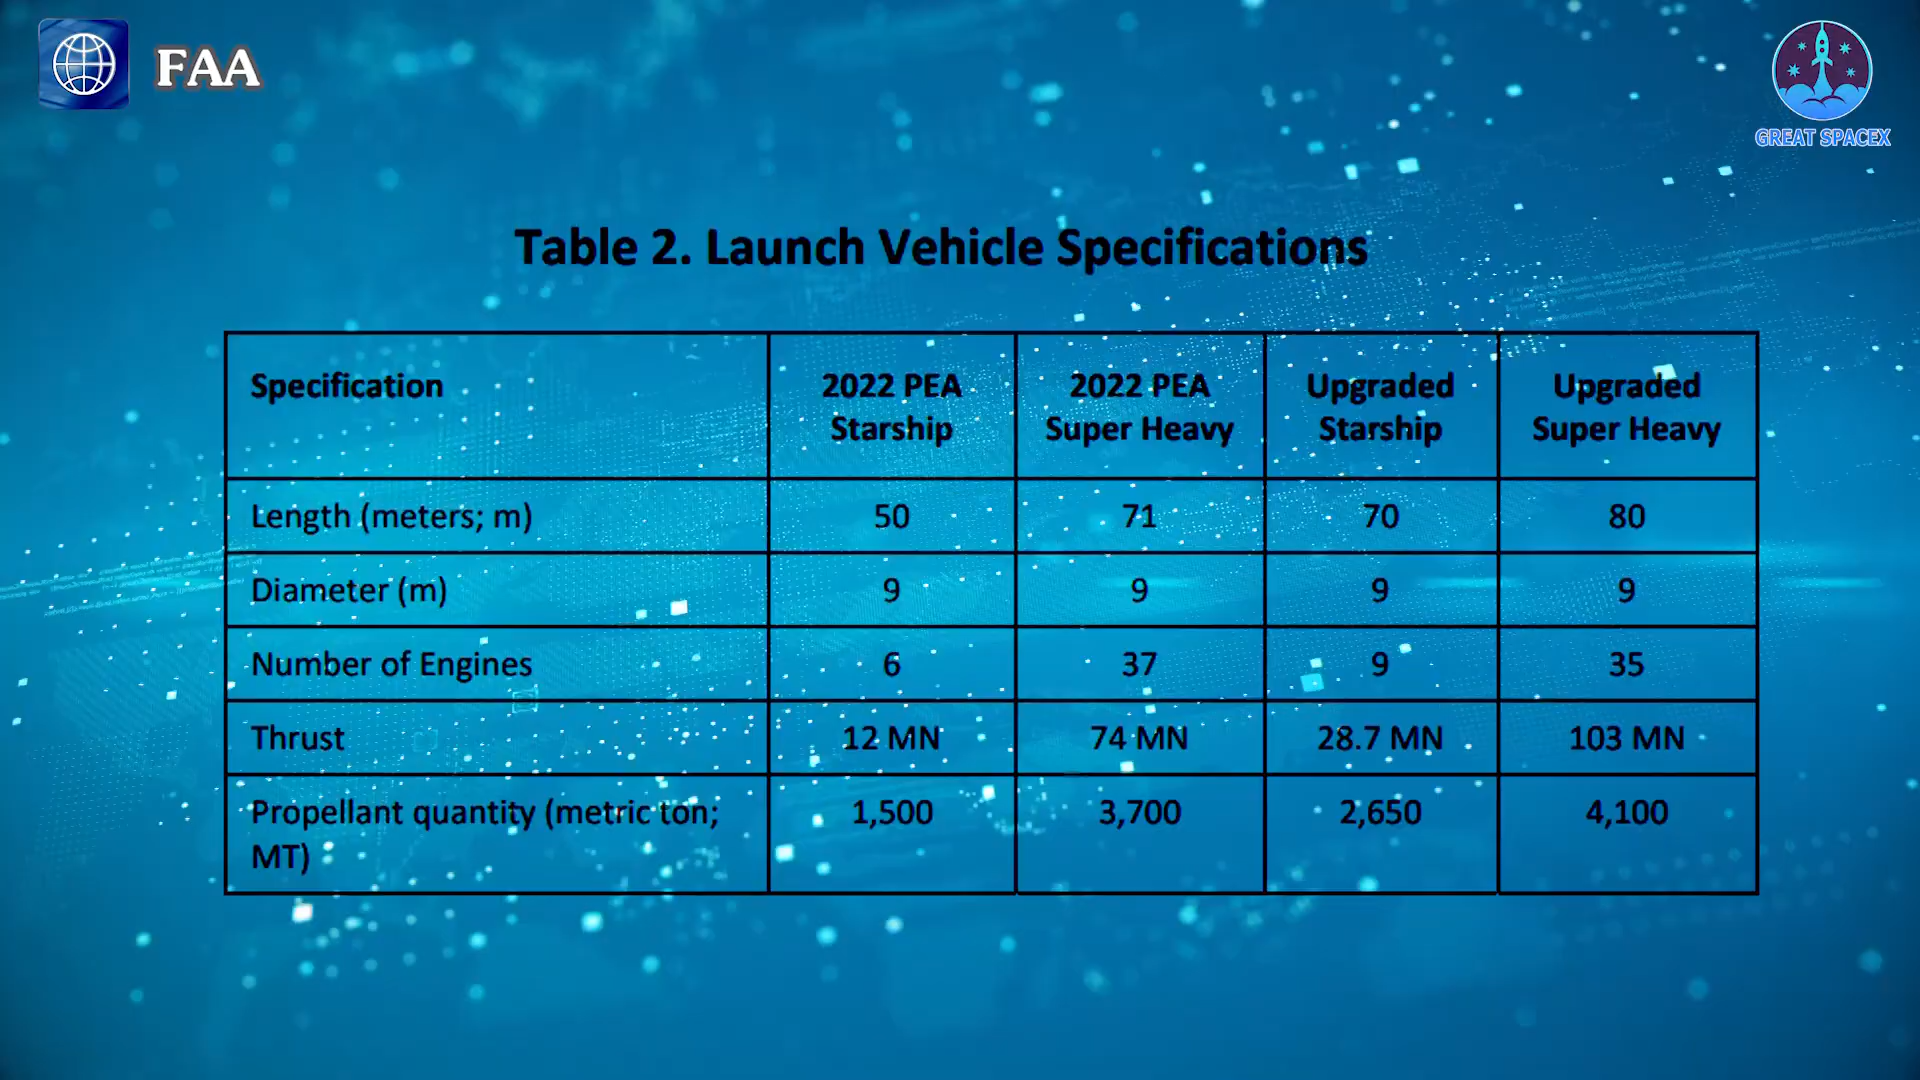 FAA
GREAT SPACEX
Table 2. Launch Vehicle Specifications
Specification
2022 PEA
Starship
2022 PEA
Super Heavy
Upgraded
Starship
Upgraded
Super Heavy
Length (meters; m)
50
71
70
80
Diameter (m)
9
9
9
9
Number of Engines
6
37
9
35
Thrust
12 MN
74 MN
28.7 MN
103 MN
Propellant quantity (metric ton;
MT)
1,500
3,700
2,650
4,100